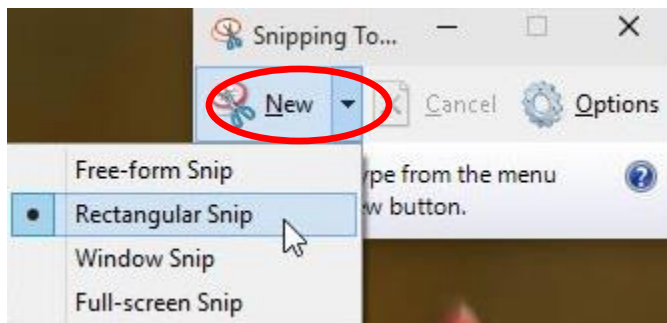 Snipping To...
New
Cancel
Options
Free-form Snip
ype from the menu
Rectangular Snip
w button.
Window Snip
Full-screen Snip